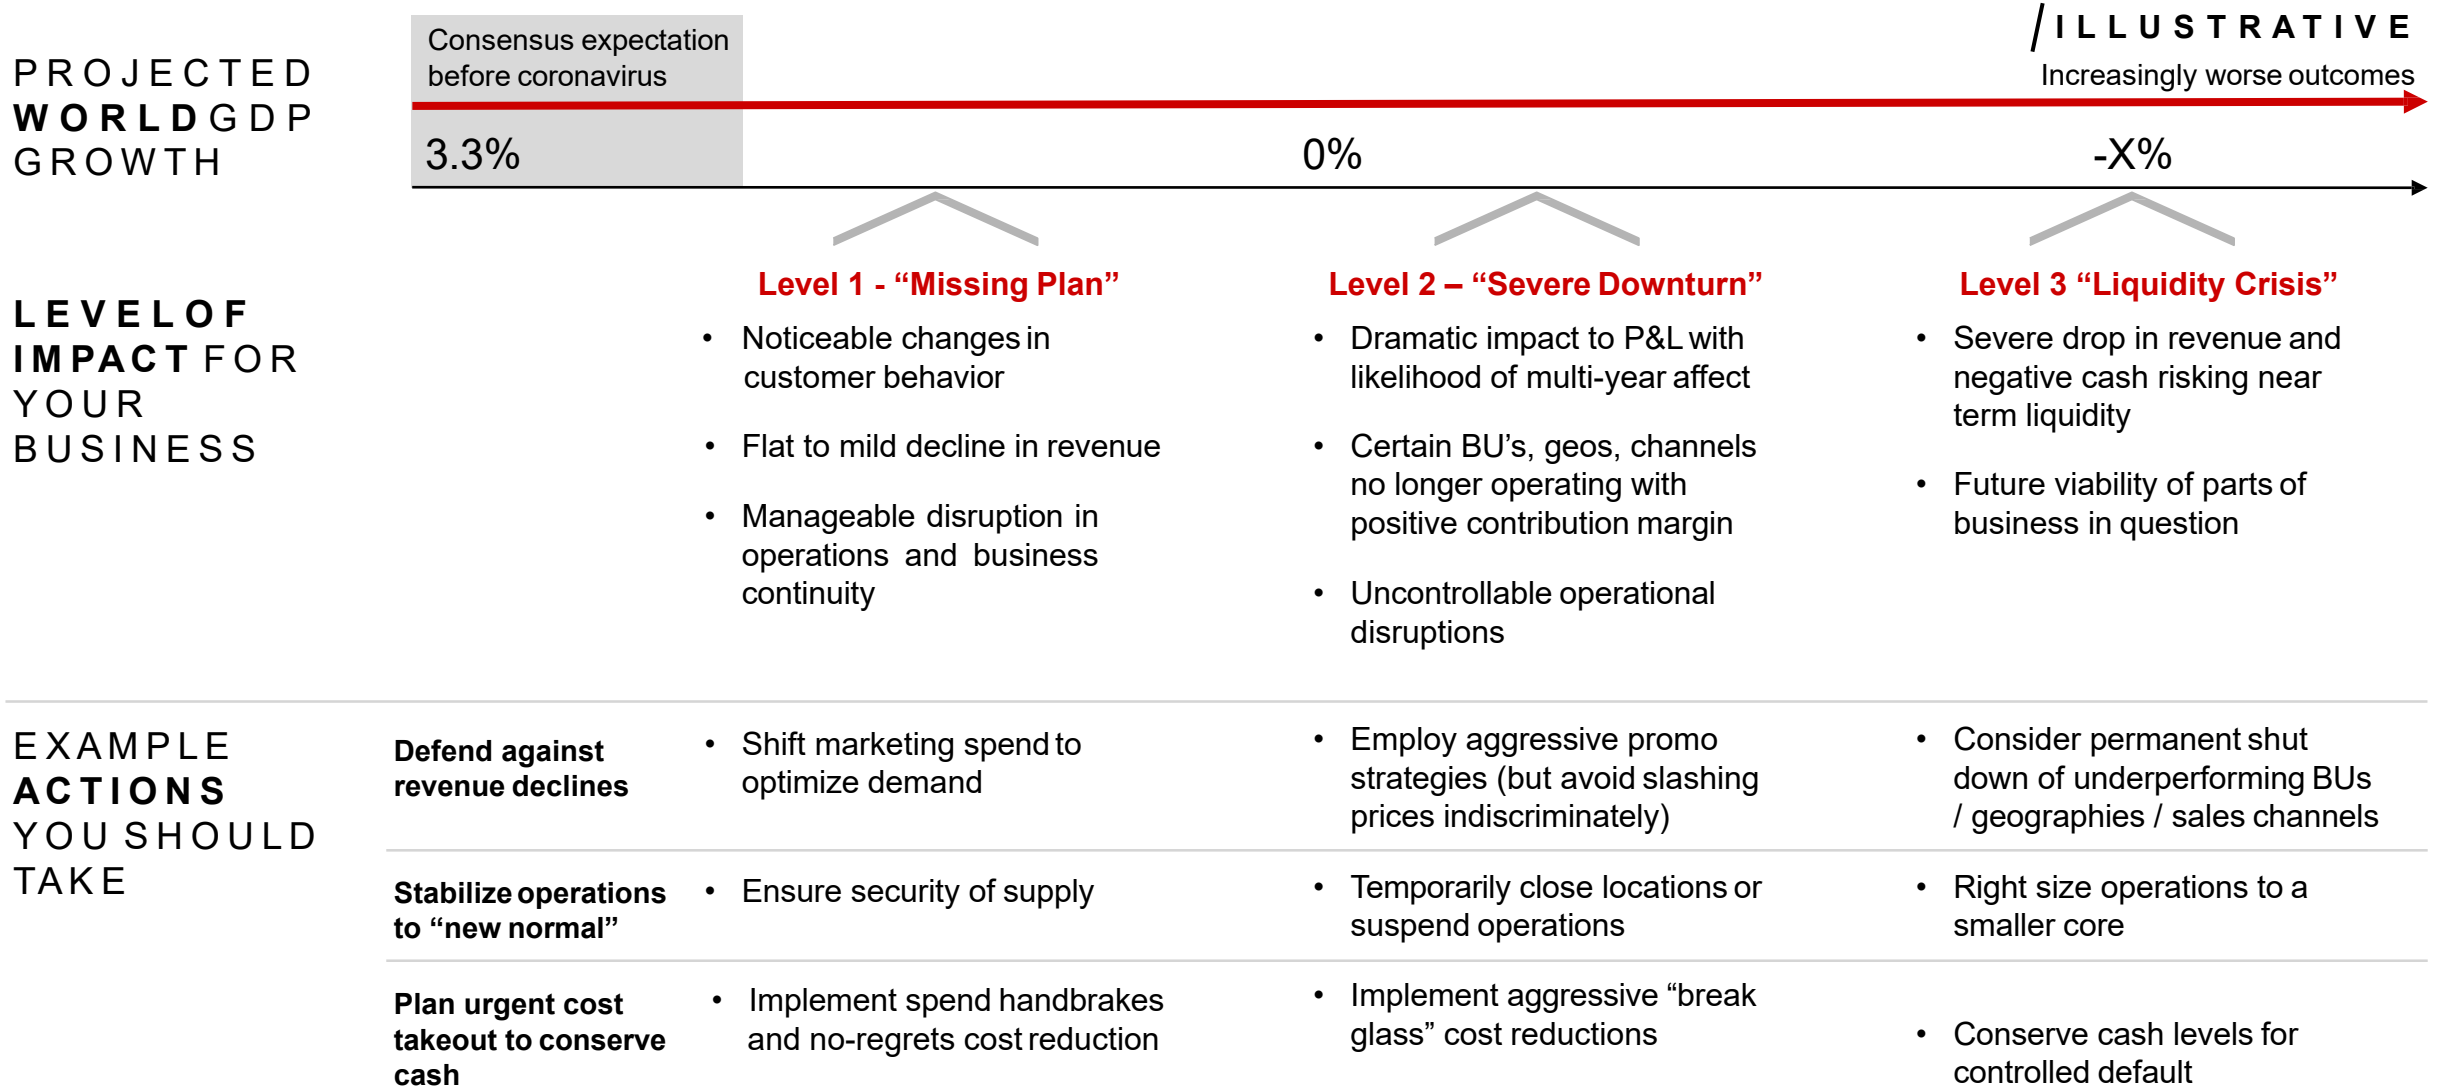 PROJECTED
WORLD GDP
GROWTH
Consensus expectation
before coronavirus
/ILLUSTRATIVE
Increasingly worse outcomes
3.3%
0%
-X%
LEVEL OF
IMPACT FOR
YOUR
BUSINESS
Level 1 - “Missing Plan”
• Noticeable changes in
customer behavior
• Flat to mild decline in revenue
• Manageable disruption in
operations and business
continuity
Level 2 – “Severe Downturn”
• Dramatic impact to P&L with
likelihood of multi-year affect
• Certain BU’s, geos, channels
no longer operating with
positive contribution margin
• Uncontrollable operational
disruptions
Level 3 “Liquidity Crisis”
• Severe drop in revenue and
negative cash risking near
term liquidity
• Future viability of parts of
business in question
EXAMPLE
ACTIONS
YOU SHOULD
TAKE
Defend against
revenue declines
• Shift marketing spend to
optimize demand
• Employ aggressive promo
strategies (but avoid slashing
prices indiscriminately)
• Consider permanent shut
down of underperforming BUs
/ geographies / sales channels
Stabilize operations
to “new normal”
• Ensure security of supply
• Temporarily close locations or
suspend operations
• Right size operations to a
smaller core
Plan urgent cost
takeout to conserve
cash
• Implement spend handbrakes
and no-regrets cost reduction
• Implement aggressive “break
glass” cost reductions
• Conserve cash levels for
controlled default